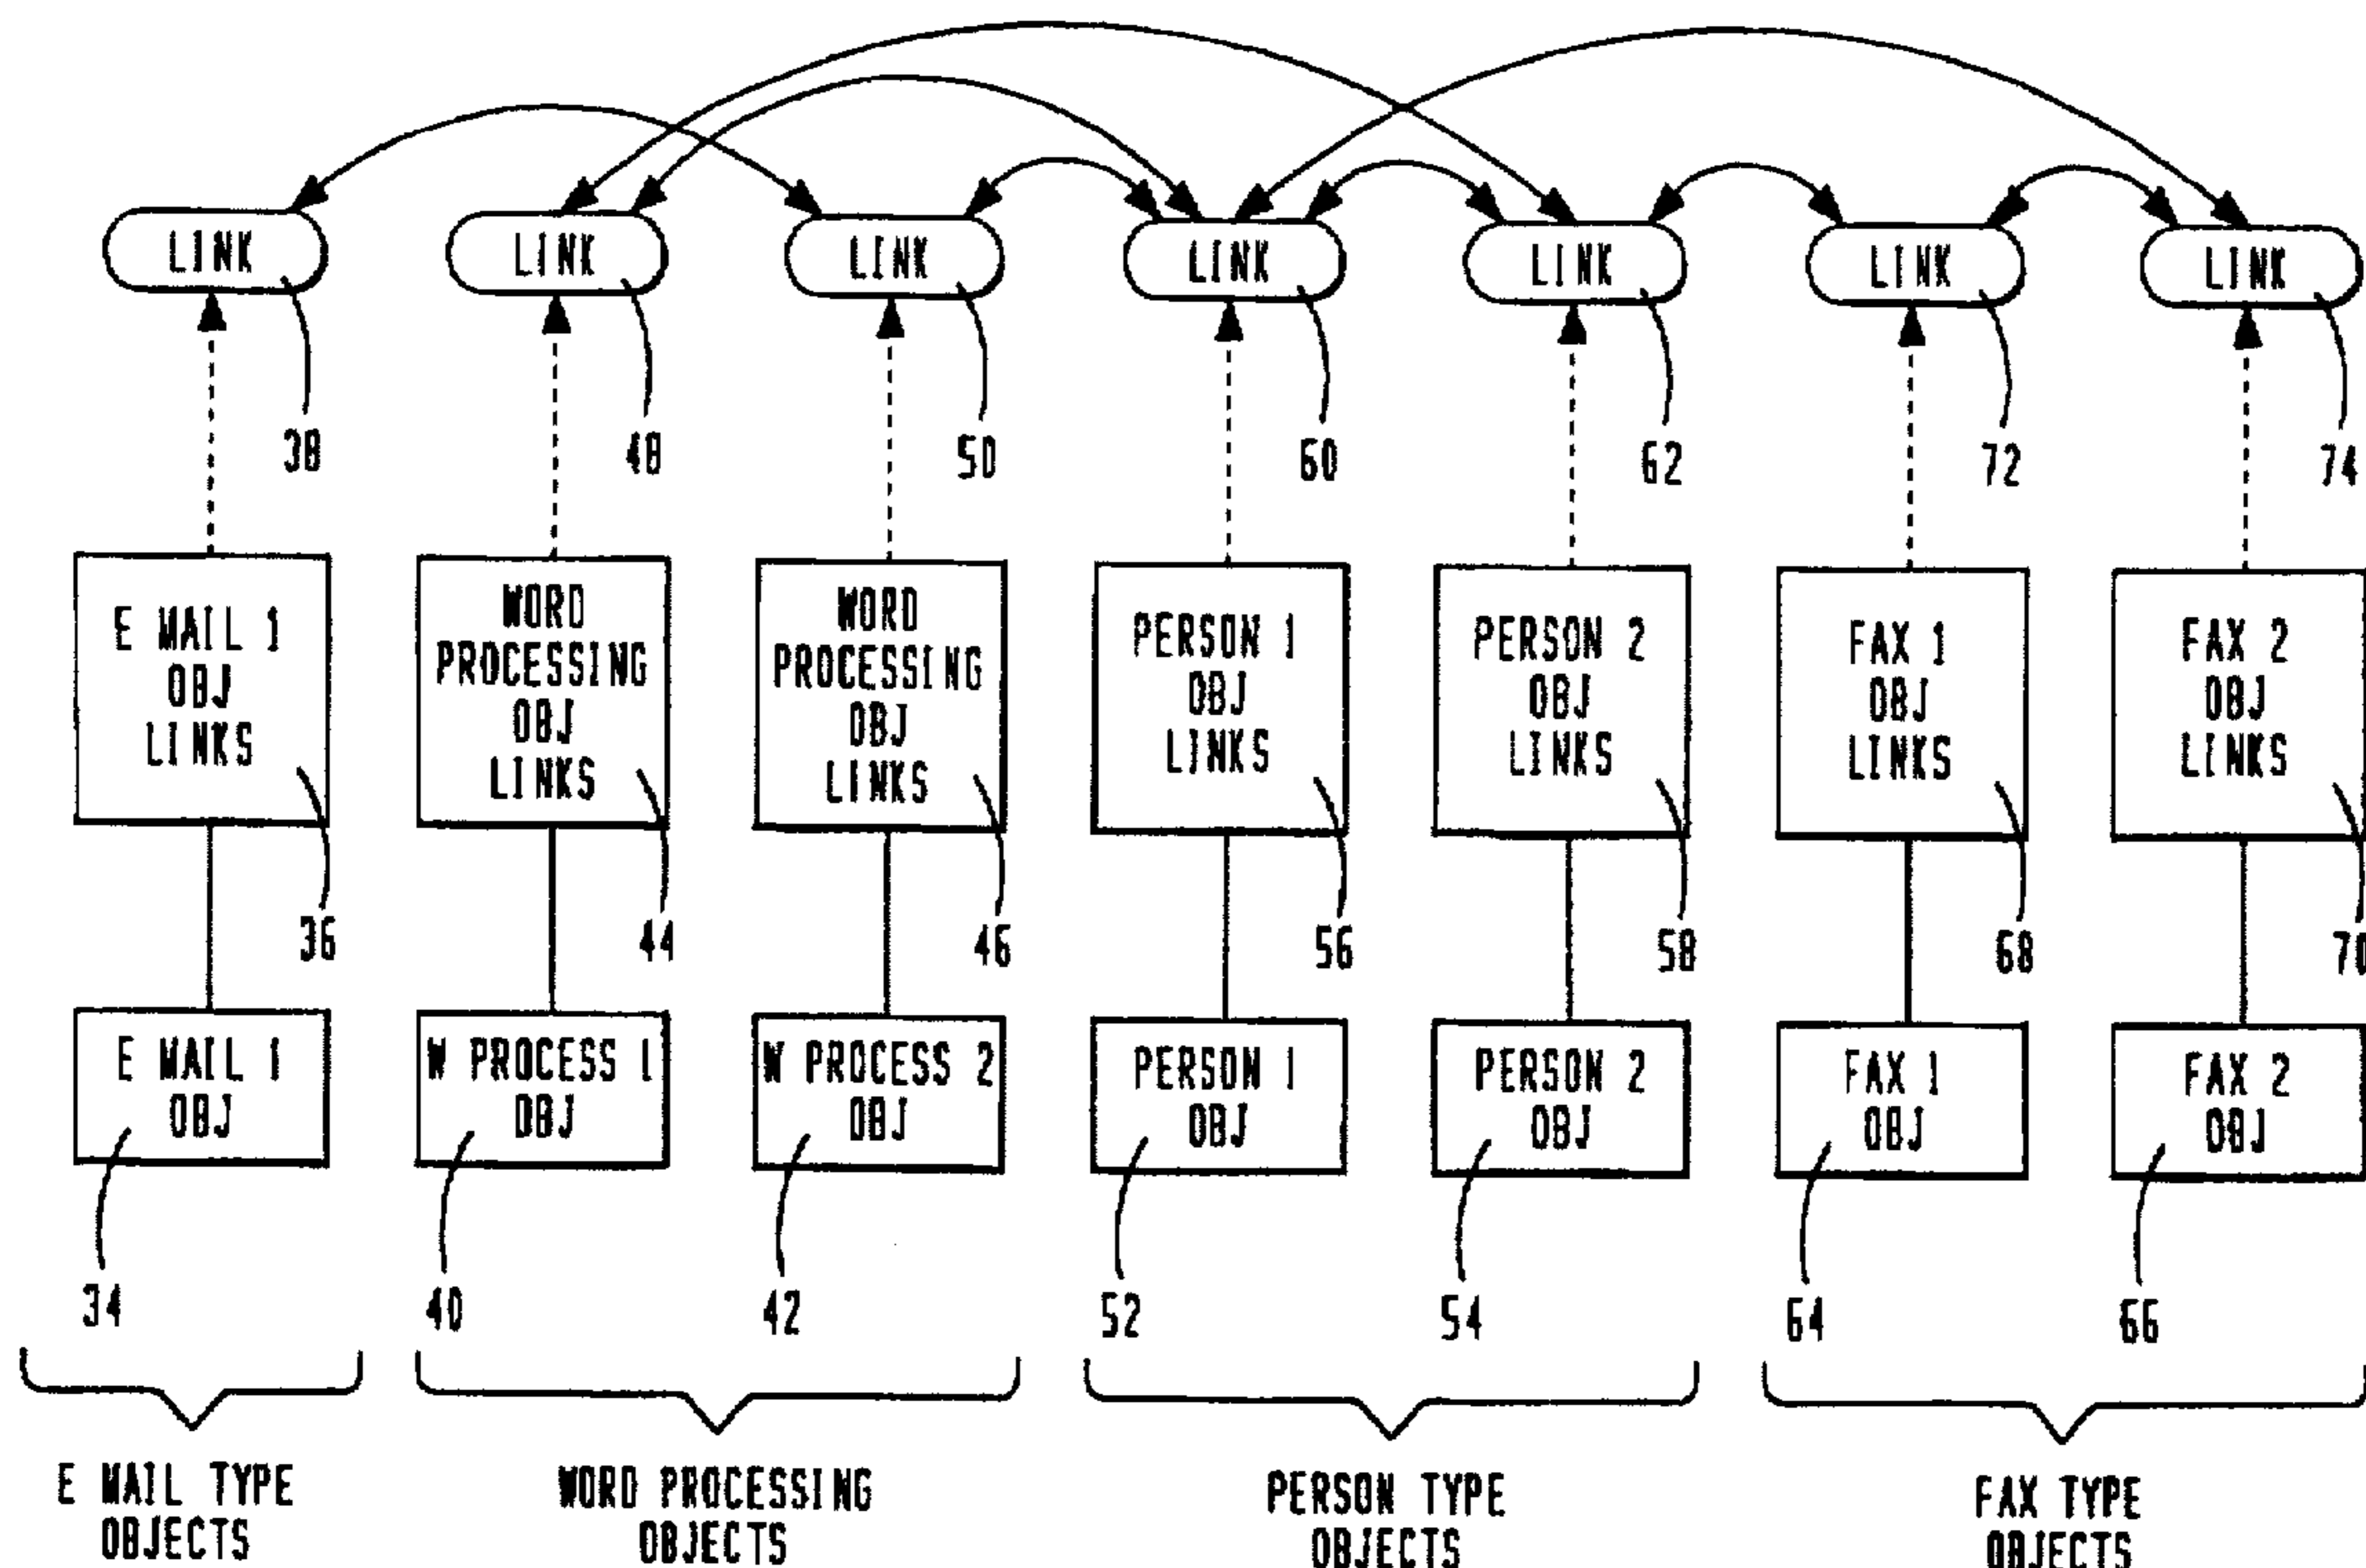 LINK LINK LINK LINK LINK LINK LINK
38 48 50 60 62 72 74
E MAIL 1
OBJ
LINKS
WORD
PROCESSING
OBJ
LINKS
WORD
PROCESSING
OBJ
LINKS
PERSON 1
OBJ
LINKS
PERSON 2
OBJ
LINKS
FAX 1
OBJ
LINKS
FAX 2
OBJ
LINKS
36 44 46 56 58 68 70
E MAIL 1
OBJ
W PROCESS 1
OBJ
W PROCESS 2
OBJ
PERSON 1
OBJ
PERSON 2
OBJ
FAX 1
OBJ
FAX 2
OBJ
34 40 42 52 54 64 66
E MAIL TYPE
OBJECTS
WORD PROCESSING
OBJECTS
PERSON TYPE
OBJECTS
FAX TYPE
OBJECTS